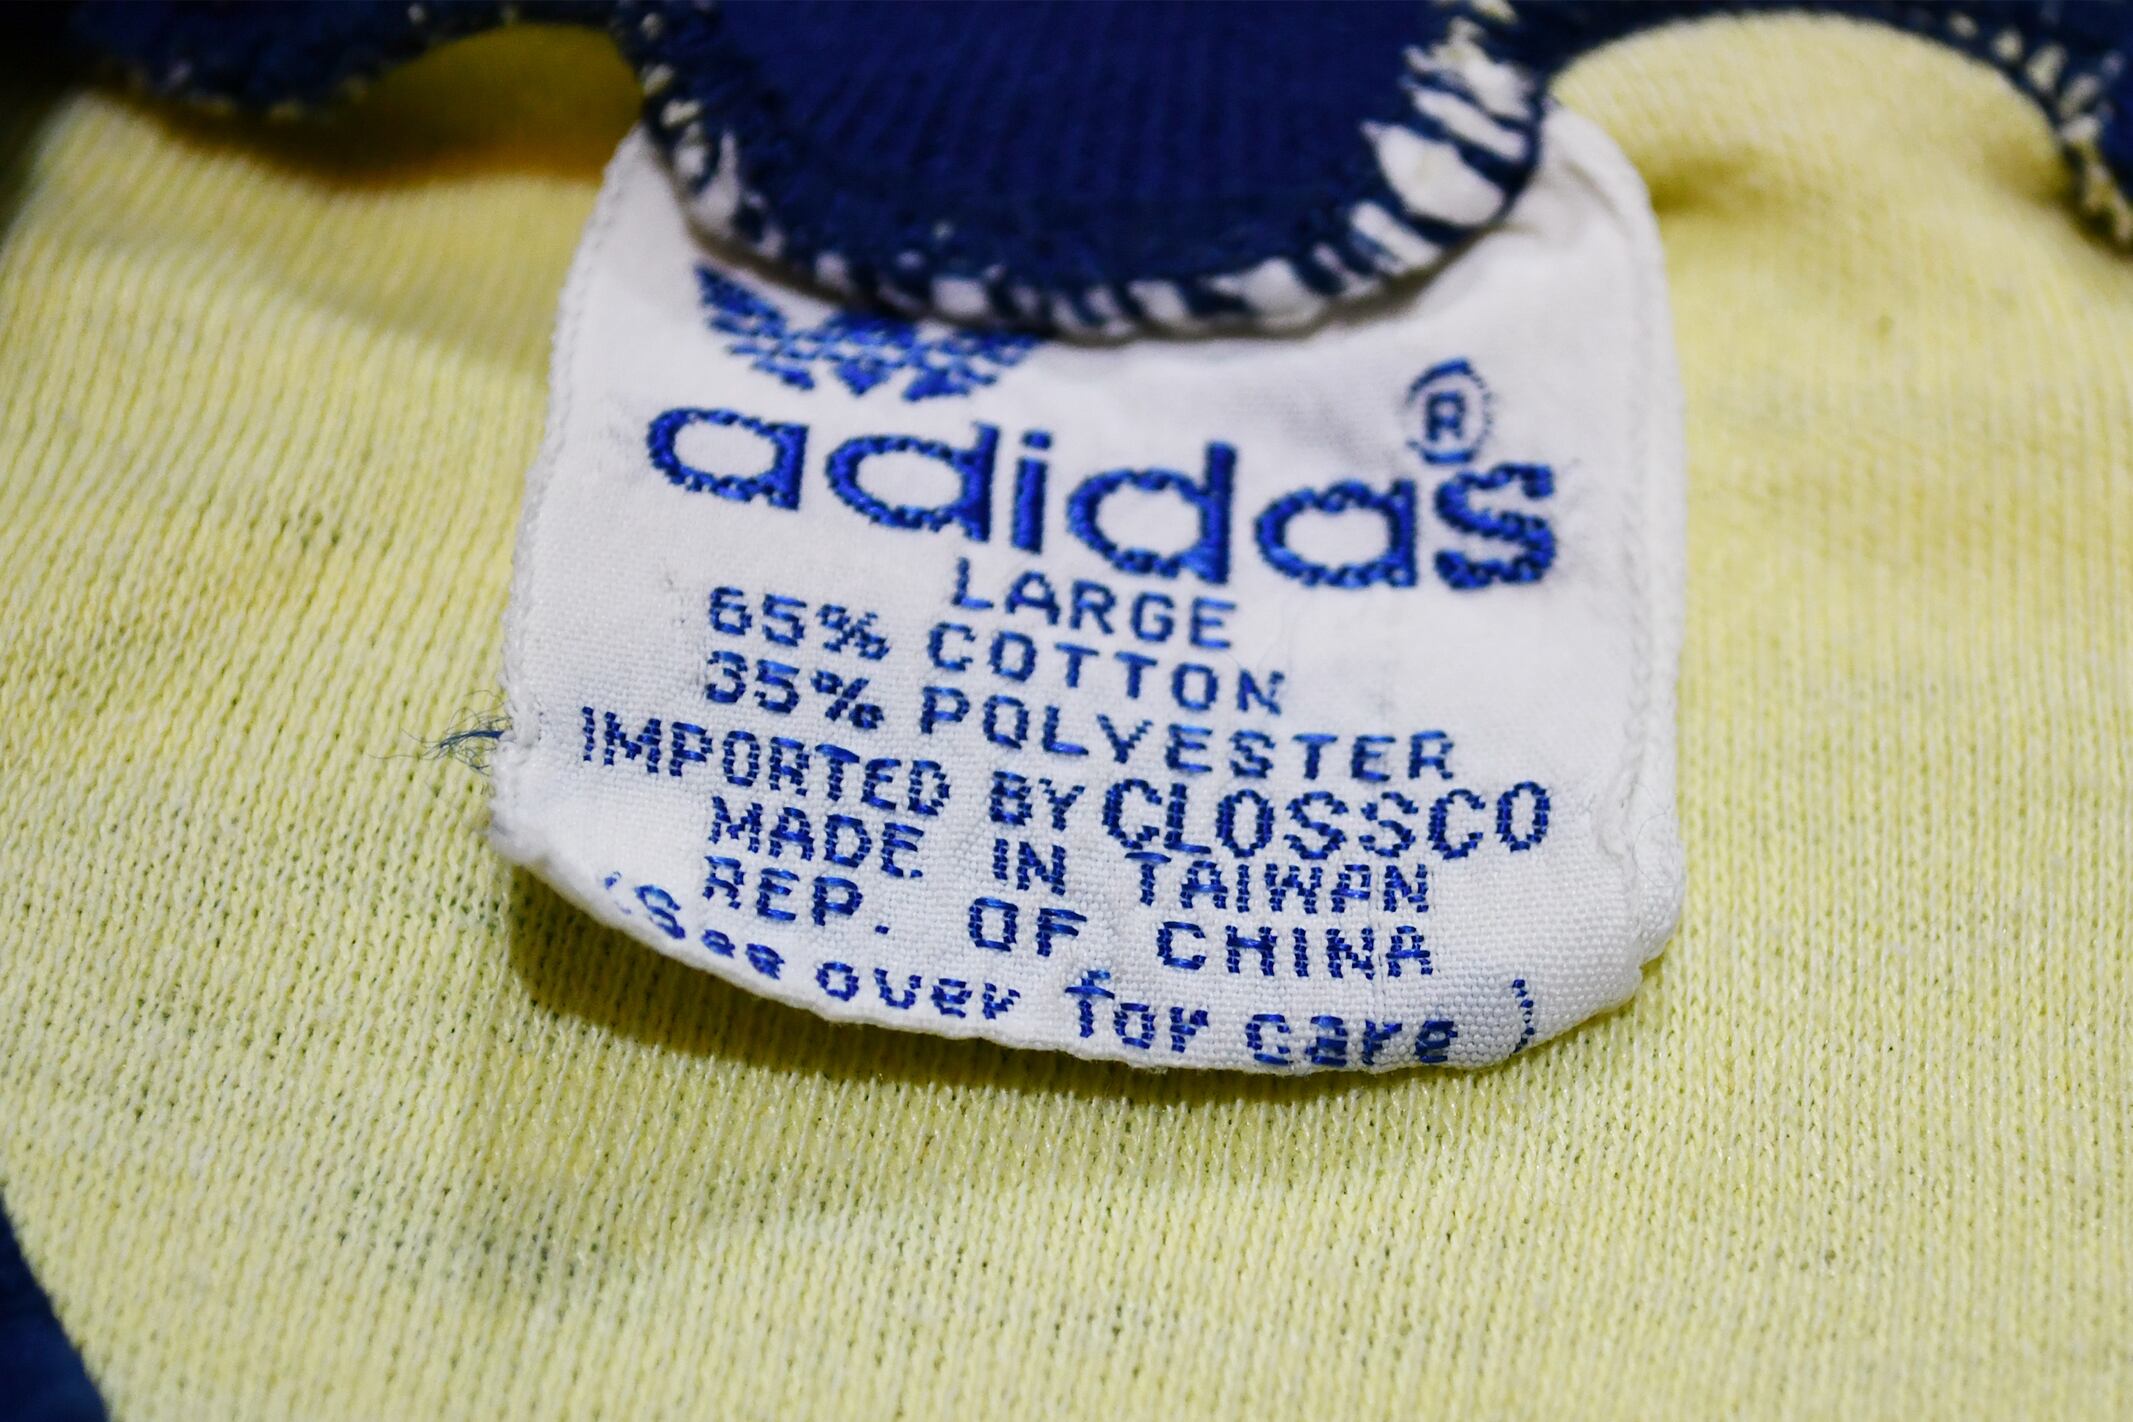 adidas®
LARGE
65% COTTON
35% POLYESTER
IMPORTED BY CLOSSCO
MADE IN TAIWAN
REP. OF CHINA
(See over for care)